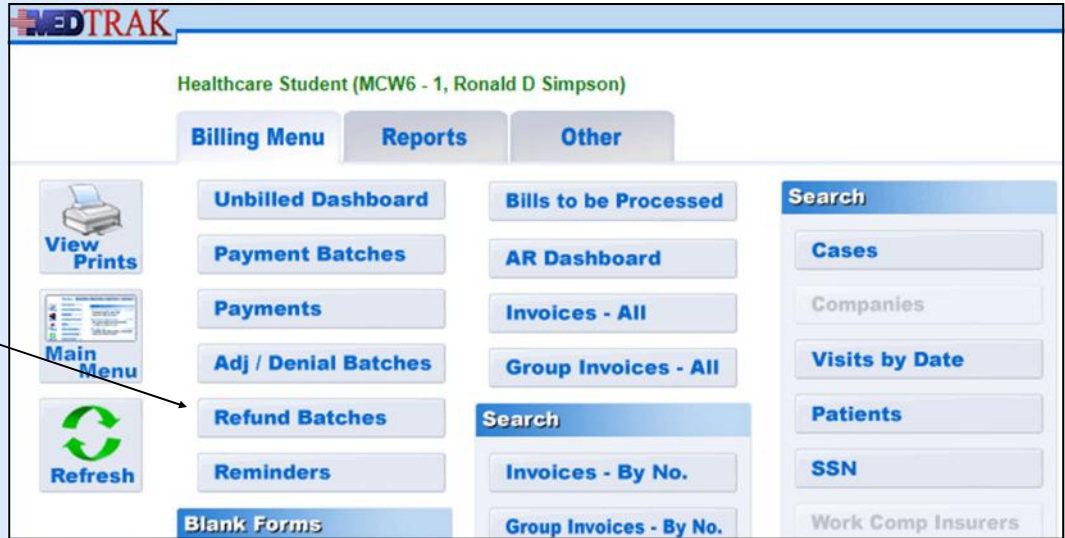 MEDTRAK
Healthcare Student (MCW6 - 1, Ronald D Simpson)
Billing Menu
Reports
Other
View
Prints
Main
Menu
Refresh
Unbilled Dashboard
Payment Batches
Payments
Adj / Denial Batches
Refund Batches
Reminders
Blank Forms
Bills to be Processed
AR Dashboard
Invoices - All
Group Invoices - All
Search
Invoices - By No.
Group Invoices - By No.
Search
Cases
Companies
Visits by Date
Patients
SSN
Work Comp Insurers